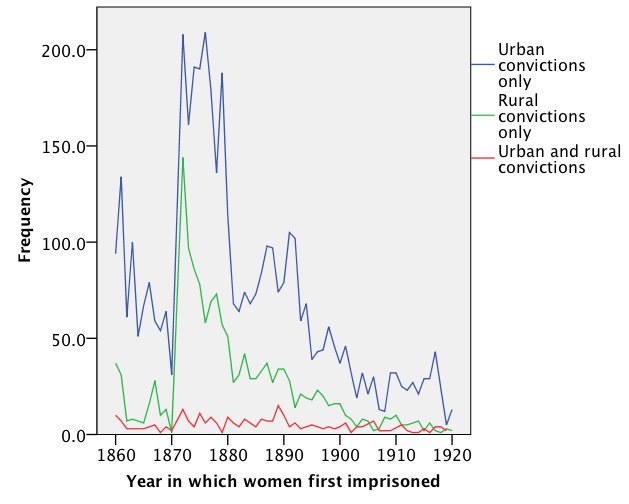 Urban
convictions
only
Rural
convictions
only
Urban and rural
convictions
Frequency
200.0
150.0
100.0
50.0
0.0
1860 1870 1880 1890 1900 1910 1920
Year in which women first imprisoned